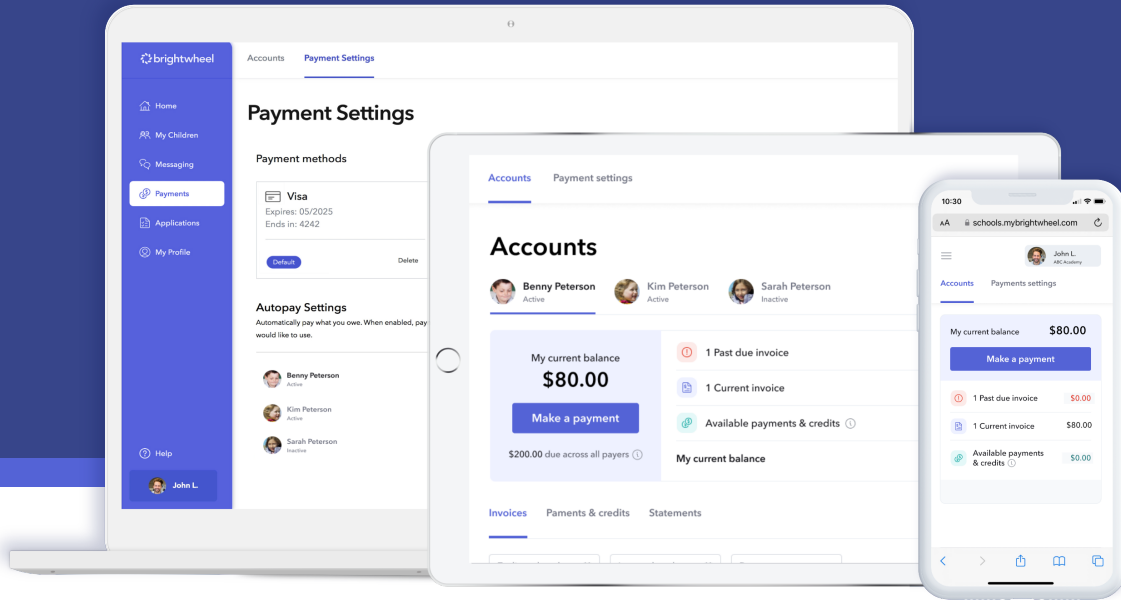 brightwheel
Accounts Payment Settings
Home
My Children
Messaging
Payments
Applications
My Profile
Help
John L.
Payment Settings
Payment methods
Visa
Expires: 05/2025
Ends in: 4242
Default Delete
Autopay Settings
Automatically pay what you owe. When enabled, pay
would like to use.
Benny Peterson
Active
Kim Peterson
Active
Sarah Peterson
Inactive
Accounts Payment settings
Accounts
Benny Peterson Kim Peterson Sarah Peterson
Active Active Inactive
My current balance
$80.00
Make a payment
$200.00 due across all payers
1 Past due invoice
1 Current invoice
Available payments & credits
My current balance
Invoices Paments & credits Statements
10:30
AA schools.mybrightwheel.com
John L.
ABC Academy
Accounts Payments settings
My current balance $80.00
Make a payment
1 Past due invoice $0.00
1 Current invoice $80.00
Available payments
& credits $0.00